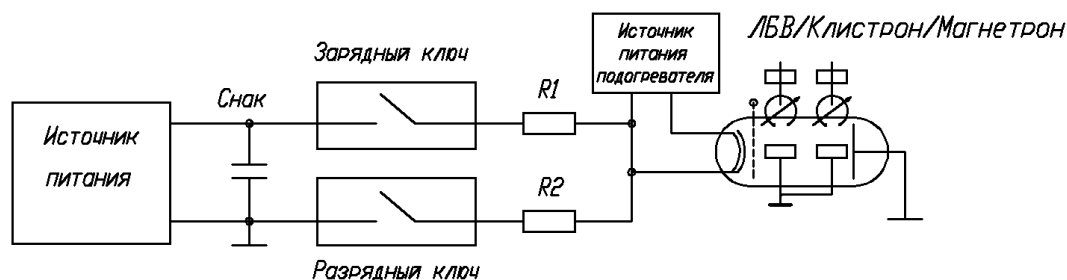 ЛБВ/Клистрон/Магнетрон
Источник
питания
подогревателя
Зарядный ключ
Снак
R1
Источник
питания
R2
Разрядный ключ